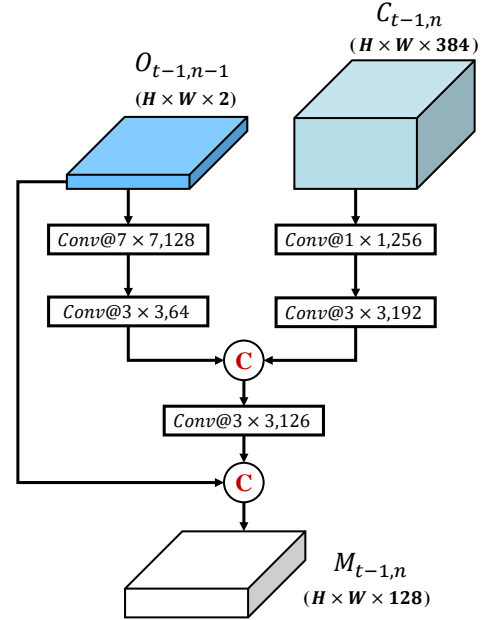 C_{t−1,n}
(H × W × 384)
O_{t−1,n−1}
(H × W × 2)
Conv@7 × 7,128
Conv@1 × 1,256
Conv@3 × 3,64
Conv@3 × 3,192
C
Conv@3 × 3,126
C
M_{t−1,n}
(H × W × 128)